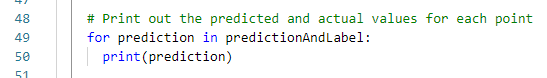 48 # Print out the predicted and actual values for each point
49 for prediction in predictionAndLabel:
50 print(prediction)